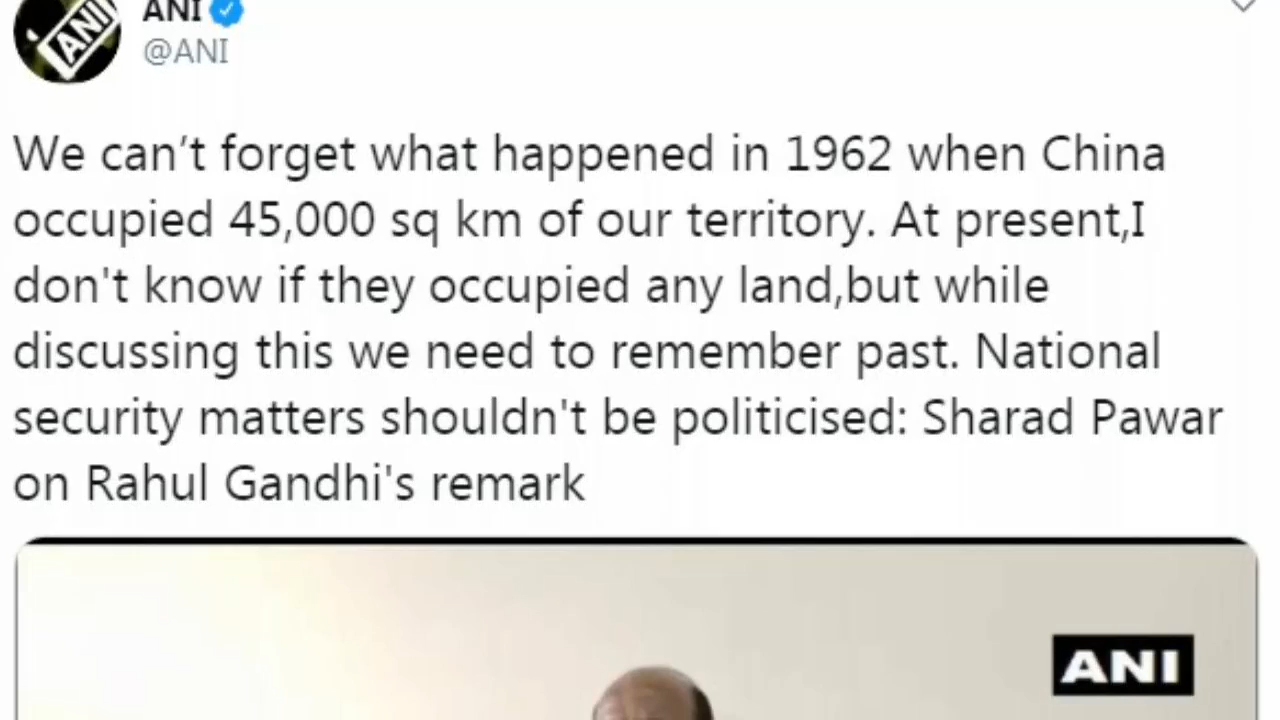 ANI
ANI
@ANI
We can’t forget what happened in 1962 when China
occupied 45,000 sq km of our territory. At present,I
don't know if they occupied any land,but while
discussing this we need to remember past. National
security matters shouldn't be politicised: Sharad Pawar
on Rahul Gandhi's remark
ANI